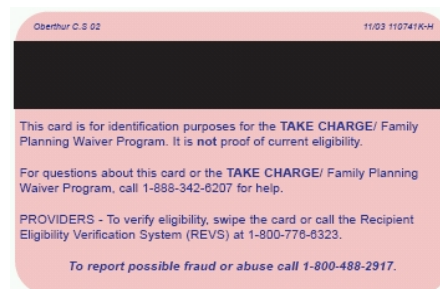 Oberthur C.S 02 11/03 110741K-H
This card is for identification purposes for the TAKE CHARGE/ Family
Planning Waiver Program. It is not proof of current eligibility.
For questions about this card or the TAKE CHARGE/ Family Planning
Waiver Program, call 1-888-342-6207 for help.
PROVIDERS - To verify eligibility, swipe the card or call the Recipient
Eligibility Verification System (REVS) at 1-800-776-6323.
To report possible fraud or abuse call 1-800-488-2917.